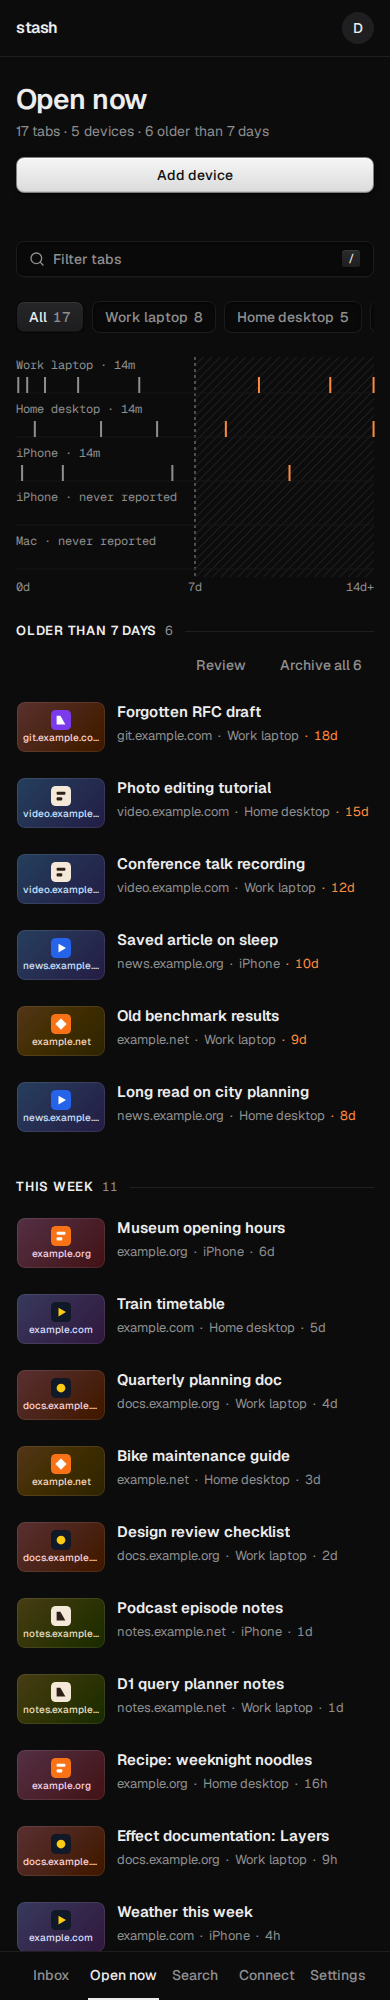 stash
D
Open now
17 tabs · 5 devices · 6 older than 7 days
Add device
Filter tabs /
All 17 Work laptop 8 Home desktop 5
Work laptop · 14m
Home desktop · 14m
iPhone · 14m
iPhone · never reported
Mac · never reported
0d 7d 14d+
OLDER THAN 7 DAYS 6
Review Archive all 6
Forgotten RFC draft
git.example.co… git.example.com · Work laptop · 18d
Photo editing tutorial
video.example… video.example.com · Home desktop · 15d
Conference talk recording
video.example… video.example.com · Work laptop · 12d
Saved article on sleep
news.example.… news.example.org · iPhone · 10d
Old benchmark results
example.net example.net · Work laptop · 9d
Long read on city planning
news.example.… news.example.org · Home desktop · 8d
THIS WEEK 11
Museum opening hours
example.org example.org · iPhone · 6d
Train timetable
example.com example.com · Home desktop · 5d
Quarterly planning doc
docs.example.… docs.example.org · Work laptop · 4d
Bike maintenance guide
example.net example.net · Home desktop · 3d
Design review checklist
docs.example.… docs.example.org · Work laptop · 2d
Podcast episode notes
notes.example… notes.example.net · iPhone · 1d
D1 query planner notes
notes.example… notes.example.net · Work laptop · 1d
Recipe: weeknight noodles
example.org example.org · Home desktop · 16h
Effect documentation: Layers
docs.example.… docs.example.org · Work laptop · 9h
Weather this week
example.com example.com · iPhone · 4h
Inbox Open now Search Connect Settings